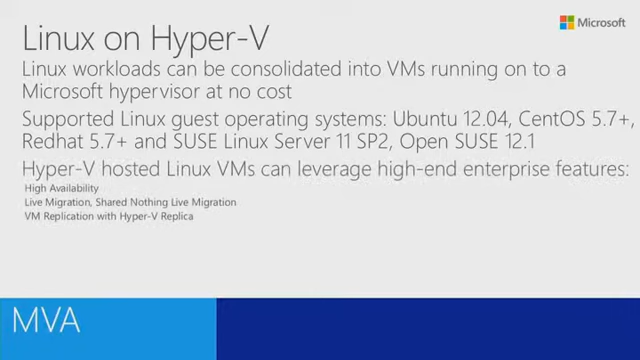 Linux on Hyper-V
Microsoft
Linux workloads can be consolidated into VMs running on to a
Microsoft hypervisor at no cost
Supported Linux guest operating systems: Ubuntu 12.04, CentOS 5.7+,
Redhat 5.7+ and SUSE Linux Server 11 SP2, Open SUSE 12.1
Hyper-V hosted Linux VMs can leverage high-end enterprise features:
High Availability
Live Migration, Shared Nothing Live Migration
VM Replication with Hyper-V Replica
MVA